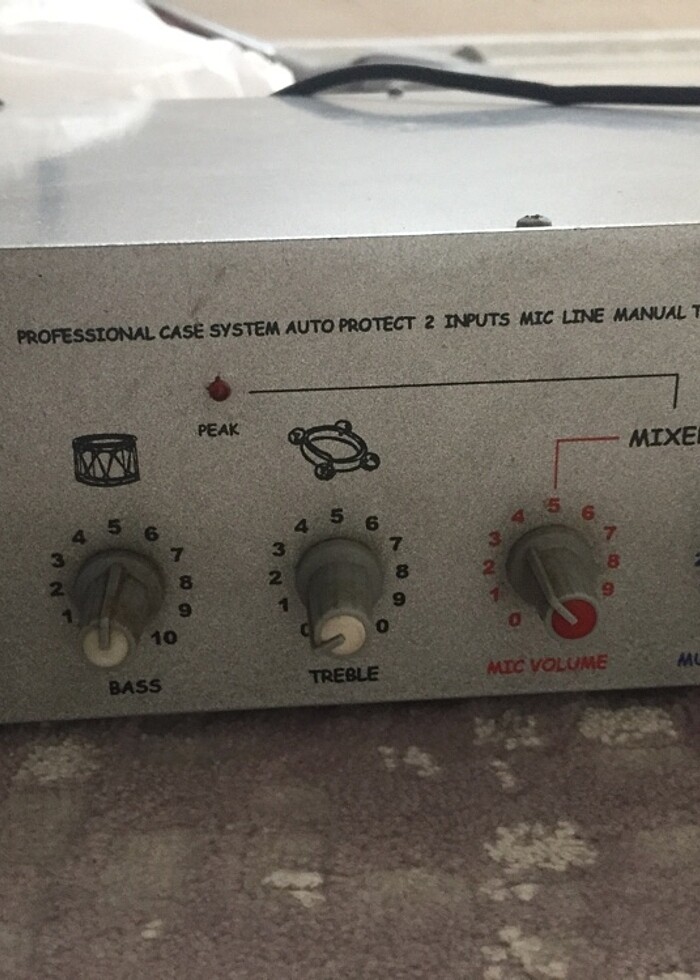 PROFESSIONAL CASE SYSTEM AUTO PROTECT 2 INPUTS MIC LINE MANUAL
PEAK
MIXE
1 2 3 4 5 6 7 8 9 10
BASS
0 1 2 3 4 5 6 7 8 9 0
TREBLE
0 1 2 3 4 5 6 7 8 9
MIC VOLUME